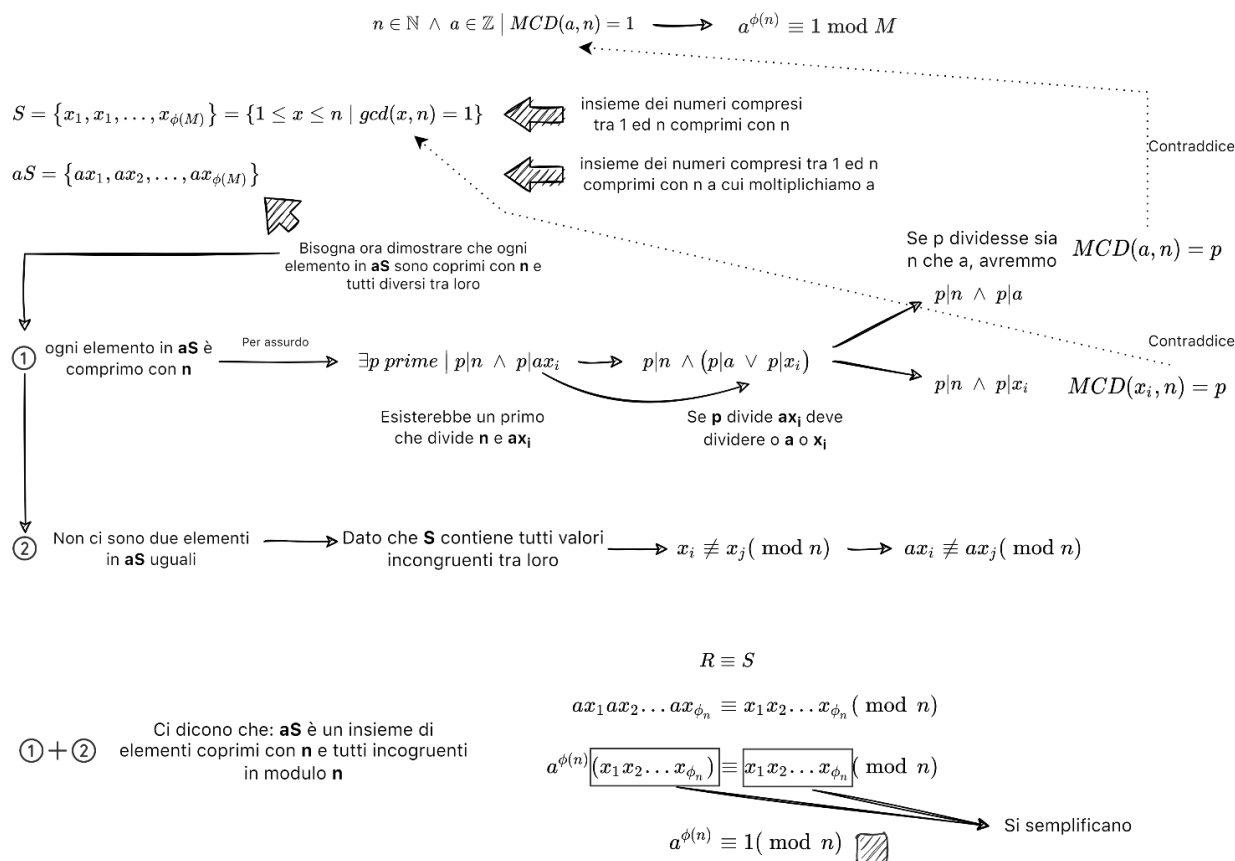 n ∈ ℕ ∧ a ∈ ℤ | MCD(a, n) = 1 ⟶ a^{ϕ(n)} ≡ 1 mod M
S = {x_1, x_1, . . . , x_{ϕ(M)}} = {1 ≤ x ≤ n | gcd(x, n) = 1}
insieme dei numeri compresi
tra 1 ed n comprimi con n
Contraddice
aS = {ax_1, ax_2, . . . , ax_{ϕ(M)}}
insieme dei numeri compresi tra 1 ed n
comprimi con n a cui moltiplichiamo a
Bisogna ora dimostrare che ogni
elemento in aS sono coprimi con n e
tutti diversi tra loro
Se p dividesse sia
n che a, avremmo
MCD(a, n) = p
p|n ∧ p|a
1
ogni elemento in aS è
comprimo con n
Per assurdo
∃p prime | p|n ∧ p|ax_i
p|n ∧ (p|a ∨ p|x_i)
Contraddice
p|n ∧ p|x_i
MCD(x_i, n) = p
Esisterebbe un primo
che divide n e ax_i
Se p divide ax_i deve
dividere o a o x_i
2
Non ci sono due elementi
in aS uguali
Dato che S contiene tutti valori
incongruenti tra loro
x_i ≢ x_j( mod n)
ax_i ≢ ax_j( mod n)
R ≡ S
ax_1ax_2. . . ax_{ϕ_n} ≡ x_1x_2. . . x_{ϕ_n}( mod n)
1+2
Ci dicono che: aS è un insieme di
elementi coprimi con n e tutti incogruenti
in modulo n
a^{ϕ(n)}(x_1x_2. . . x_{ϕ_n}) ≡ x_1x_2. . . x_{ϕ_n}( mod n)
Si semplificano
a^{ϕ(n)} ≡ 1( mod n)